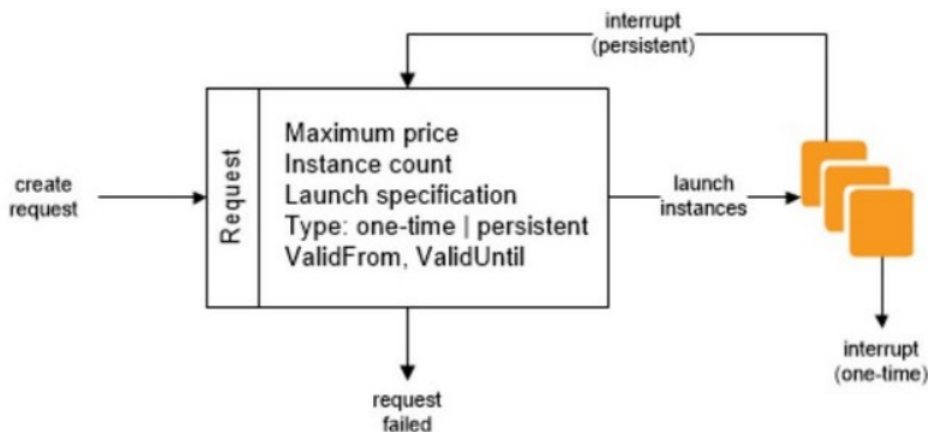 interrupt
(persistent)
Request
Maximum price
Instance count
Launch specification
Type: one-time | persistent
ValidFrom, ValidUntil
create
request
launch
instances
interrupt
(one-time)
request
failed